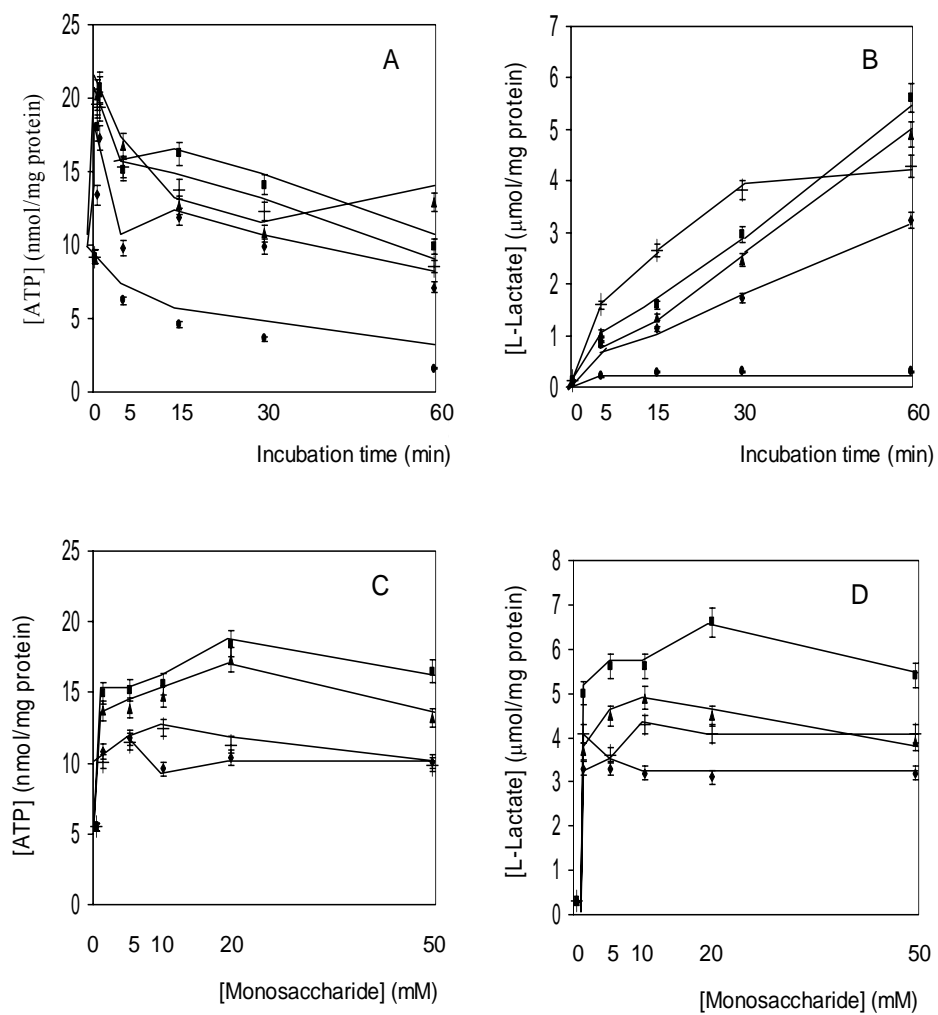 A
[ATP] (nmol/mg protein)
25
20
15
10
5
0
0 5 15 30 60
Incubation time (min)
B
[L-Lactate] (μmol/mg protein)
7
6
5
4
3
2
1
0
0 5 15 30 60
Incubation time (min)
C
[ATP] (nmol/mg protein)
25
20
15
10
5
0
0 5 10 20 50
[Monosaccharide] (mM)
D
[L-Lactate] (μmol/mg protein)
8
7
6
5
4
3
2
1
0
0 5 10 20 50
[Monosaccharide] (mM)